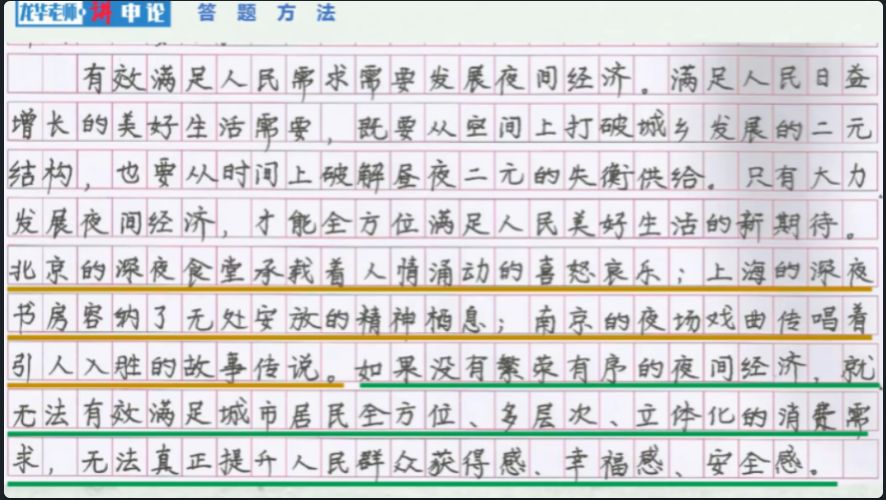 龙华老师·讲申论 答题方法
有效满足人民需求需要发展夜间经济。满足人民日益
增长的美好生活需要，既要从空间上打破城乡发展的二元
结构，也要从时间上破解昼夜二元的失衡供给。只有大力
发展夜间经济，才能全方位满足人民美好生活的新期待。
北京的深夜食堂承载着人情涌动的喜怒哀乐；上海的深夜
书房容纳了无处安放的精神栖息；南京的夜场戏曲传唱着
引人入胜的故事传说。如果没有繁荣有序的夜间经济，就
无法有效满足城市居民全方位、多层次、立体化的消费需
求，无法真正提升人民群众获得感、幸福感、安全感。